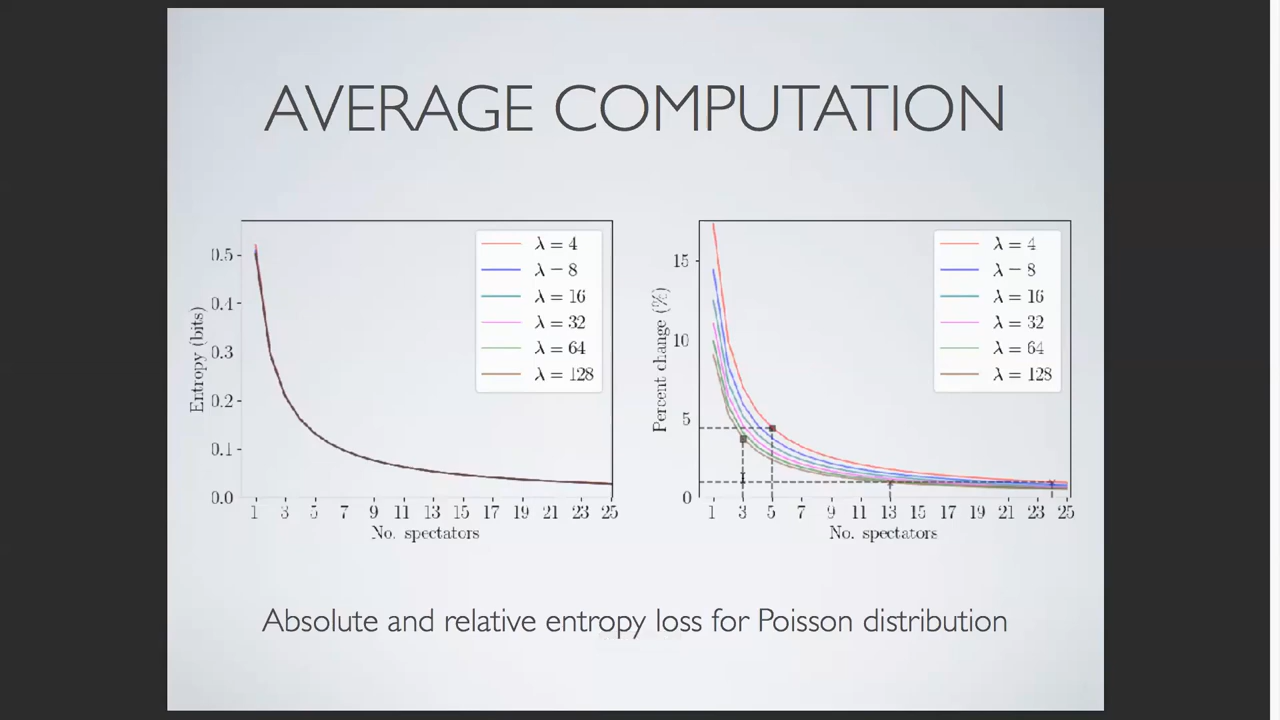 AVERAGE COMPUTATION
0.5
0.4
0.3
0.2
0.1
0.0
Entropy (bits)
1 3 5 7 9 11 13 15 17 19 21 23 25
No. spectators
λ = 4
λ = 8
λ = 16
λ = 32
λ = 64
λ = 128
15
10
5
0
Percent change (%)
1 3 5 7 9 11 13 15 17 19 21 23 25
No. spectators
λ = 4
λ = 8
λ = 16
λ = 32
λ = 64
λ = 128
Absolute and relative entropy loss for Poisson distribution